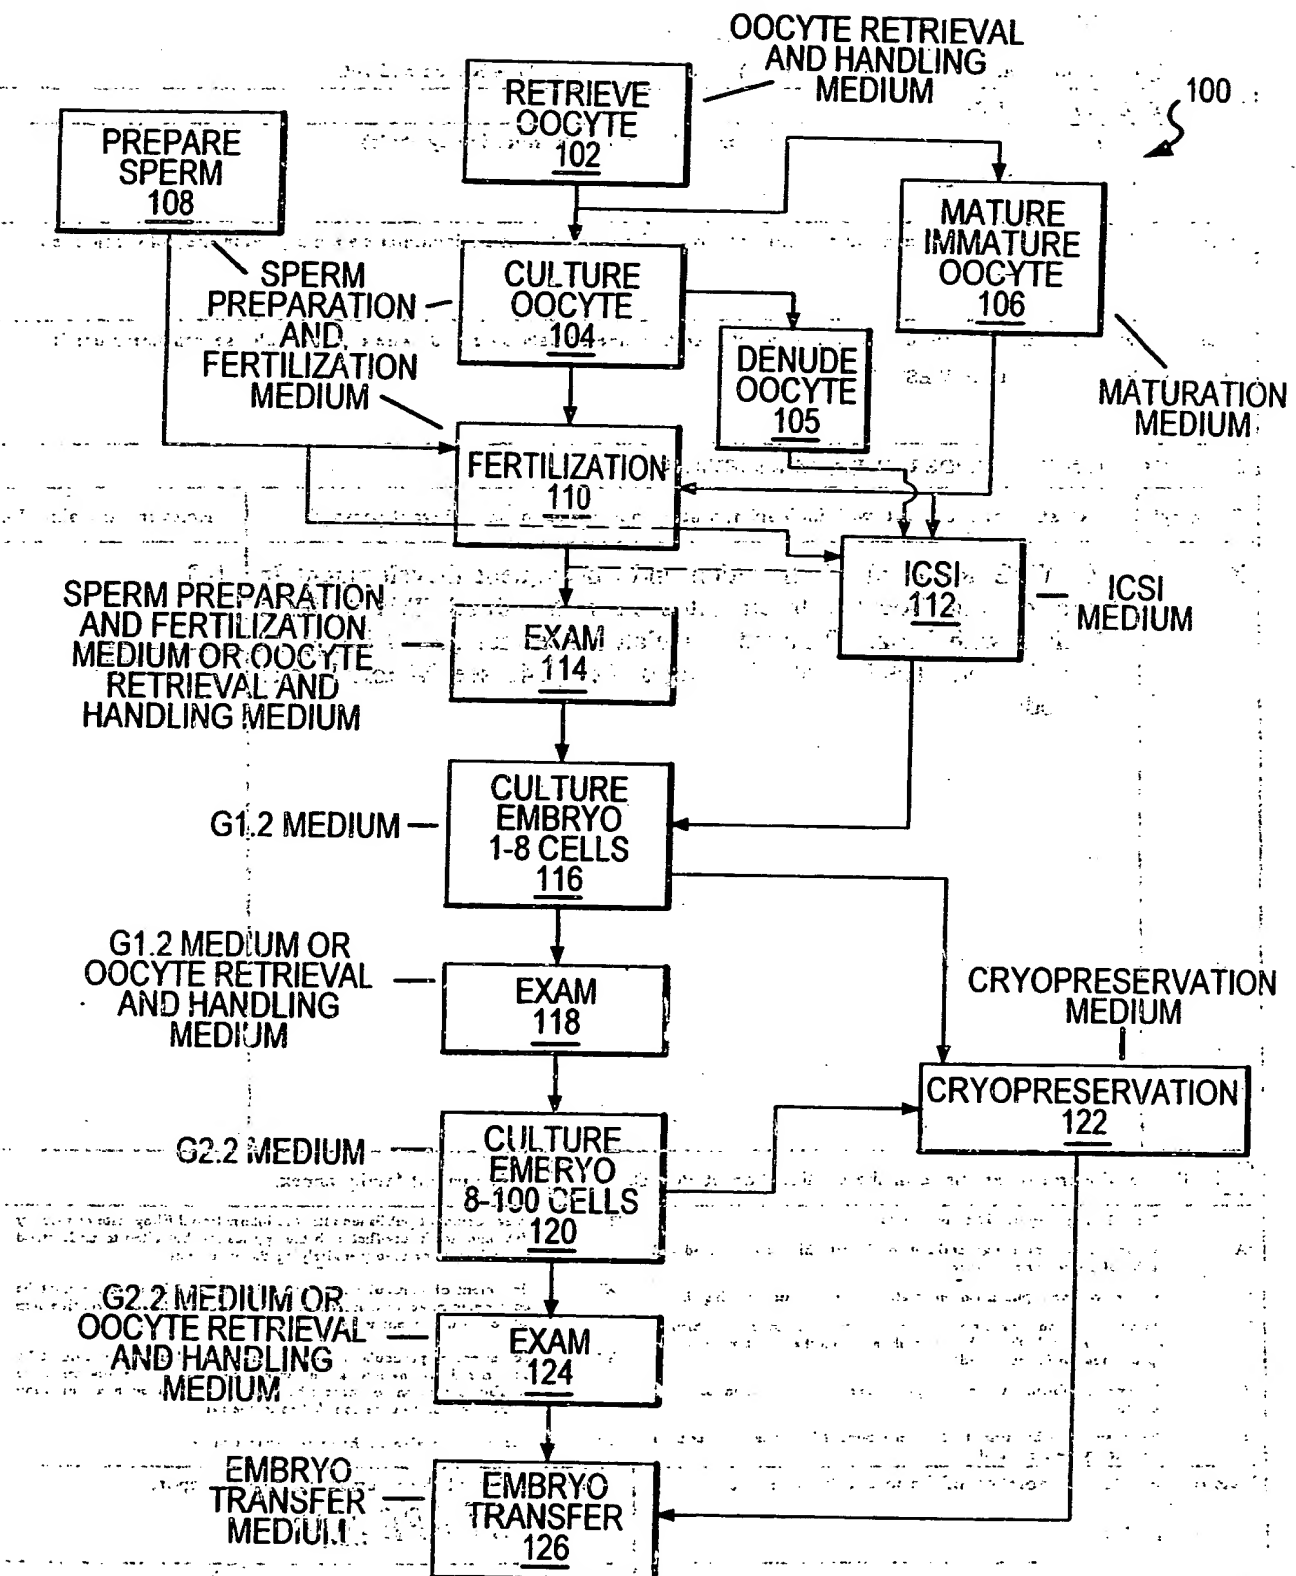 OOCYTE RETRIEVAL
AND HANDLING
MEDIUM
100
RETRIEVE
OOCYTE
102
PREPARE
SPERM
108
MATURE
IMMATURE
OOCYTE
106
SPERM
PREPARATION
AND
FERTILIZATION
MEDIUM
CULTURE
OOCYTE
104
DENUDE
OOCYTE
105
MATURATION
MEDIUM
FERTILIZATION
110
ICSI
112
ICSI
MEDIUM
SPERM PREPARATION
AND FERTILIZATION
MEDIUM OR OOCYTE
RETRIEVAL AND
HANDLING MEDIUM
EXAM
114
G1.2 MEDIUM
CULTURE
EMBRYO
1-8 CELLS
116
G1.2 MEDIUM OR
OOCYTE RETRIEVAL
AND HANDLING
MEDIUM
EXAM
118
CRYOPRESERVATION
MEDIUM
CRYOPRESERVATION
122
G2.2 MEDIUM
CULTURE
EMERYO
8-100 CELLS
120
G2.2 MEDIUM OR
OOCYTE RETRIEVAL
AND HANDLING
MEDIUM
EXAM
124
EMBRYO
TRANSFER
MEDIUM
EMBRYO
TRANSFER
126